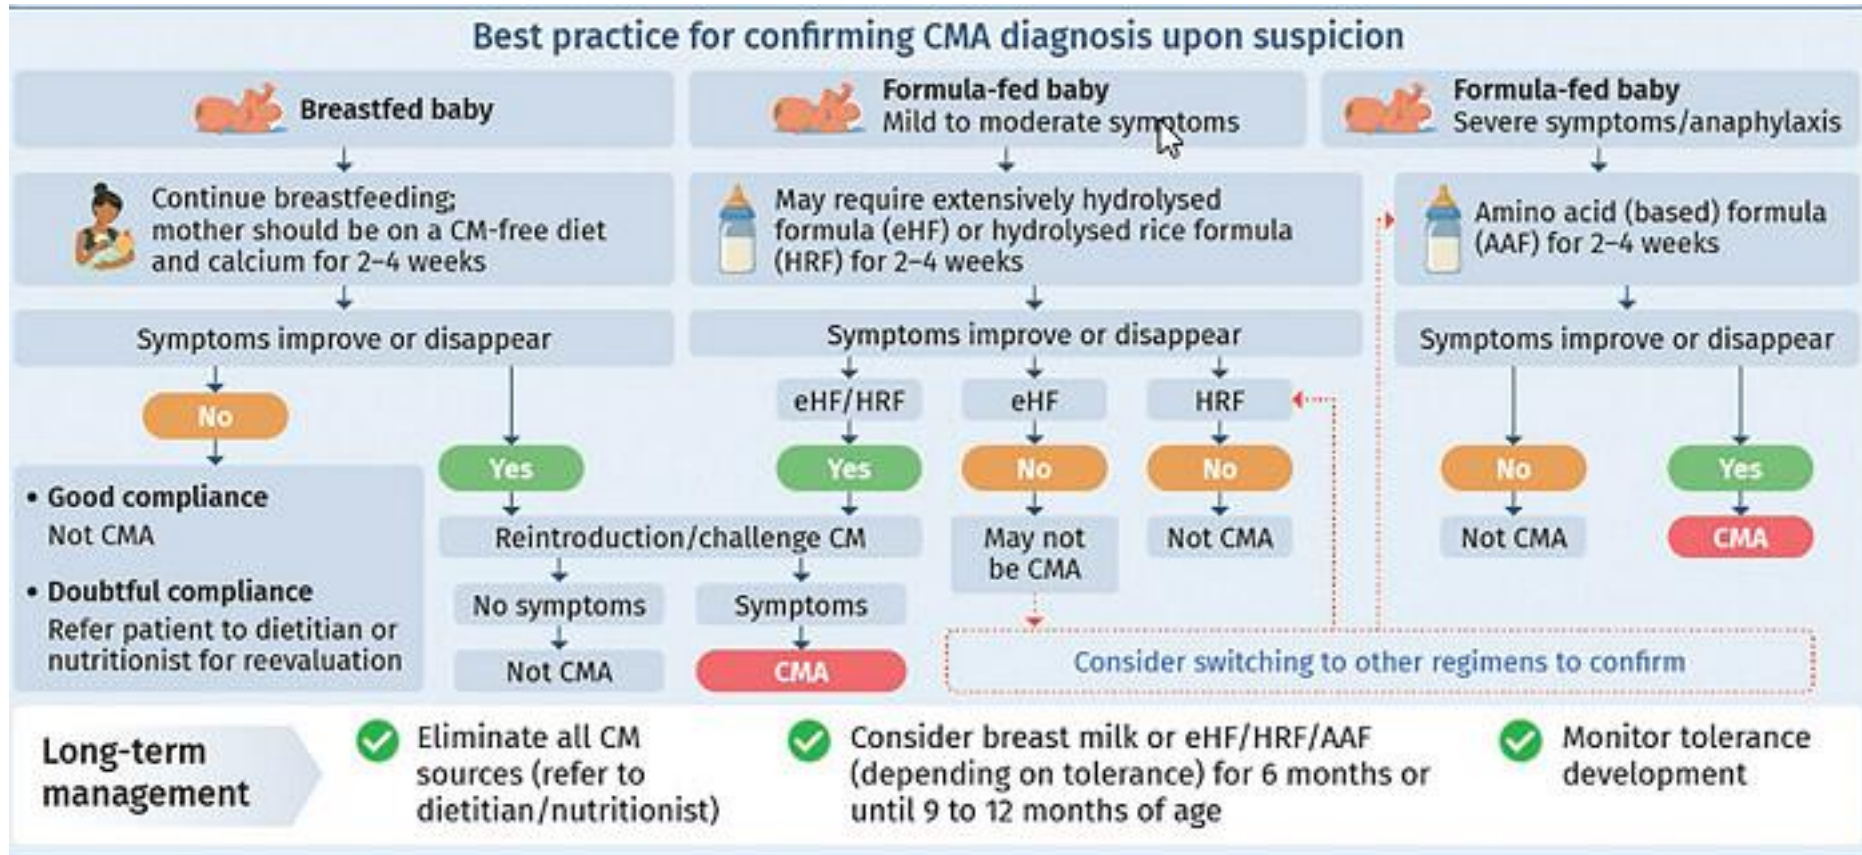 Best practice for confirming CMA diagnosis upon suspicion
Breastfed baby
Continue breastfeeding;
mother should be on a CM-free diet
and calcium for 2–4 weeks
Symptoms improve or disappear
No
• Good compliance
Not CMA
• Doubtful compliance
Refer patient to dietitian or
nutritionist for reevaluation
Yes
Formula-fed baby
Mild to moderate symptoms
May require extensively hydrolysed
formula (eHF) or hydrolysed rice formula
(HRF) for 2–4 weeks
Symptoms improve or disappear
eHF/HRF
Yes
Reintroduction/challenge CM
No symptoms
Not CMA
Symptoms
CMA
eHF
No
May not
be CMA
HRF
No
Not CMA
Consider switching to other regimens to confirm
Formula-fed baby
Severe symptoms/anaphylaxis
Amino acid (based) formula
(AAF) for 2–4 weeks
Symptoms improve or disappear
No
Not CMA
Yes
CMA
Long-term
management
Eliminate all CM
sources (refer to
dietitian/nutritionist)
Consider breast milk or eHF/HRF/AAF
(depending on tolerance) for 6 months or
until 9 to 12 months of age
Monitor tolerance
development